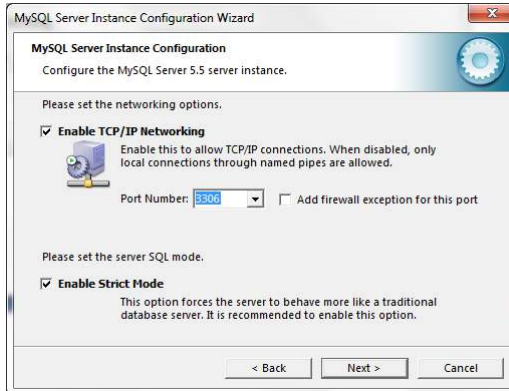 MySQL Server Instance Configuration Wizard
MySQL Server Instance Configuration
Configure the MySQL Server 5.5 server instance.
Please set the networking options.
Enable TCP/IP Networking
Enable this to allow TCP/IP connections. When disabled, only
local connections through named pipes are allowed.
Port Number: 3306 Add firewall exception for this port
Please set the server SQL mode.
Enable Strict Mode
This option forces the server to behave more like a traditional
database server. It is recommended to enable this option.
< Back Next > Cancel